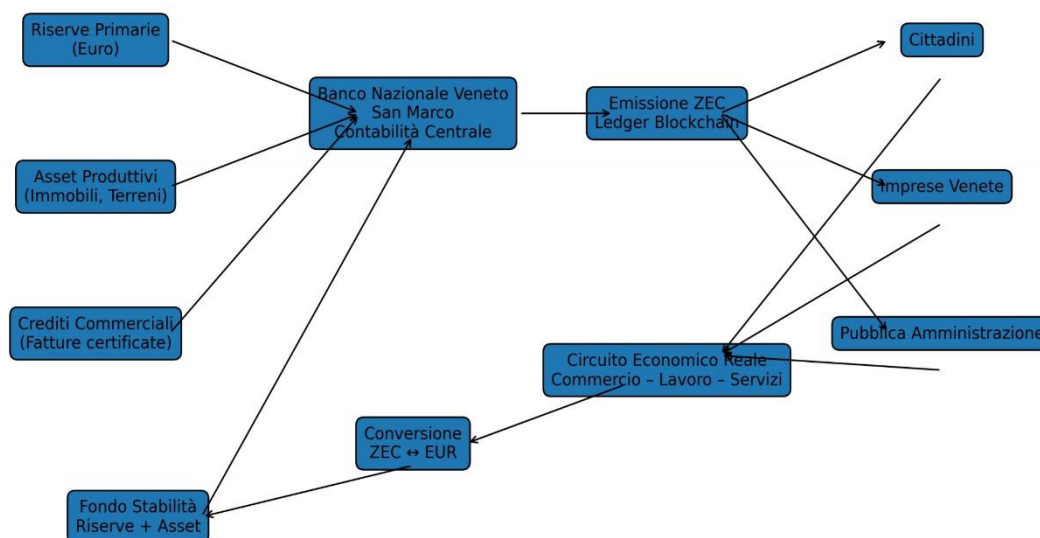 Riserve Primarie
(Euro)
Cittadini
Banco Nazionale Veneto
San Marco
Contabilità Centrale
Emissione ZEC
Ledger Blockchain
Asset Produttivi
(Immobili, Terreni)
Imprese Venete
Crediti Commerciali
(Fatture certificate)
Pubblica Amministrazione
Circuito Economico Reale
Commercio – Lavoro – Servizi
Conversione
ZEC ↔ EUR
Fondo Stabilità
Riserve + Asset